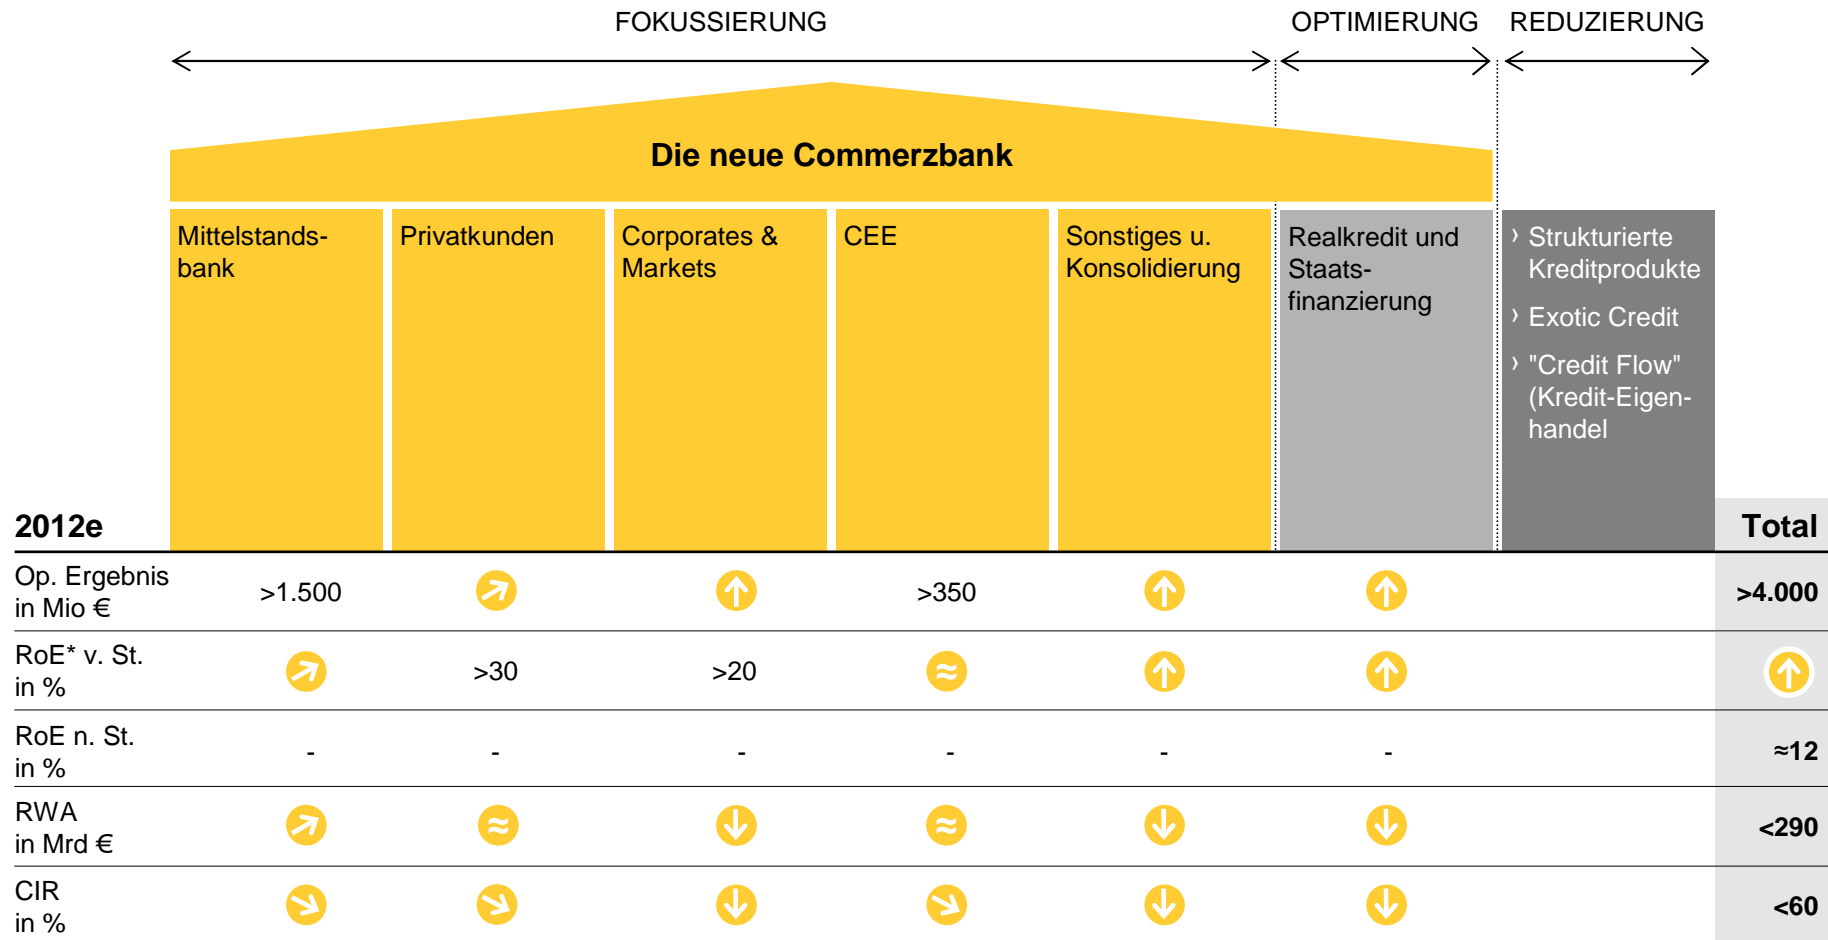 FOKUSSIERUNG
OPTIMIERUNG
REDUZIERUNG
Die neue Commerzbank
Mittelstands-
bank
Privatkunden
Corporates &
Markets
CEE
Sonstiges u.
Konsolidierung
Realkredit und
Staats-
finanzierung
› Strukturierte
Kreditprodukte
› Exotic Credit
› "Credit Flow"
(Kredit-Eigen-
handel
2012e
Total
Op. Ergebnis
in Mio €
>1.500
>350
>4.000
RoE* v. St.
in %
>30
>20
≈
RoE n. St.
in %
- - - - - -
≈12
RWA
in Mrd €
≈
≈
<290
CIR
in %
<60